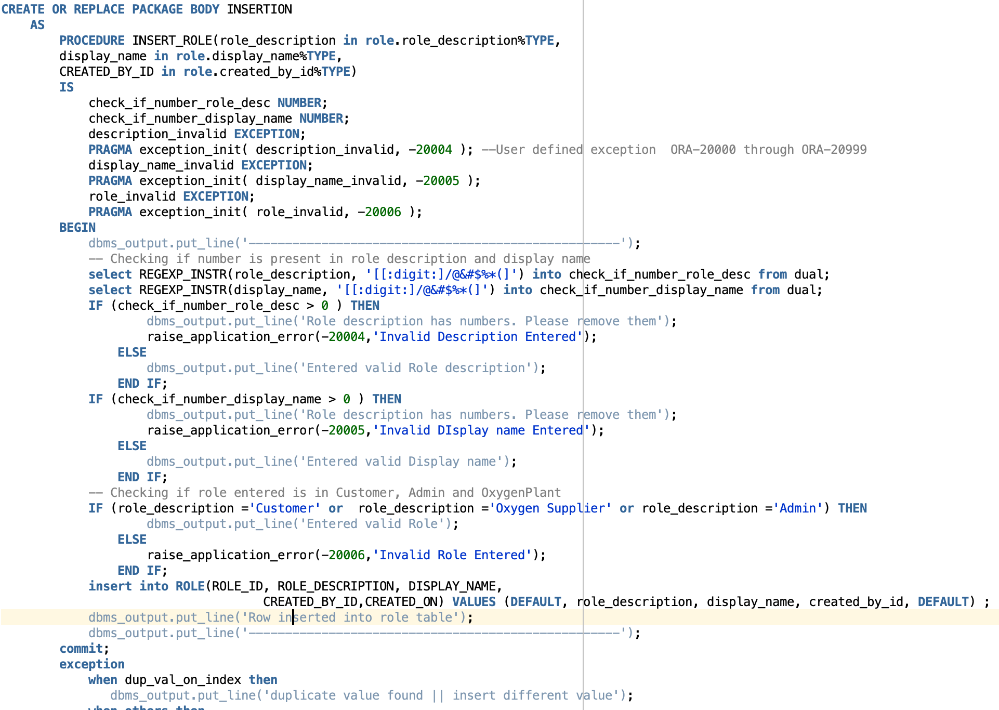 CREATE OR REPLACE PACKAGE BODY INSERTION
AS
PROCEDURE INSERT_ROLE(role_description in role.role_description%TYPE,
display_name in role.display_name%TYPE,
CREATED_BY_ID in role.created_by_id%TYPE)
IS
check_if_number_role_desc NUMBER;
check_if_number_display_name NUMBER;
description_invalid EXCEPTION;
PRAGMA exception_init( description_invalid, -20004 ); --User defined exception  ORA-20000 through ORA-20999
display_name_invalid EXCEPTION;
PRAGMA exception_init( display_name_invalid, -20005 );
role_invalid EXCEPTION;
PRAGMA exception_init( role_invalid, -20006 );
BEGIN
dbms_output.put_line('---------------------------------------------------');
-- Checking if number is present in role description and display name
select REGEXP_INSTR(role_description, '[[:digit:]/@&#$%*(]') into check_if_number_role_desc from dual;
select REGEXP_INSTR(display_name, '[[:digit:]/@&#$%*(]') into check_if_number_display_name from dual;
IF (check_if_number_role_desc > 0 ) THEN
dbms_output.put_line('Role description has numbers. Please remove them');
raise_application_error(-20004,'Invalid Description Entered');
ELSE
dbms_output.put_line('Entered valid Role description');
END IF;
IF (check_if_number_display_name > 0 ) THEN
dbms_output.put_line('Role description has numbers. Please remove them');
raise_application_error(-20005,'Invalid DIsplay name Entered');
ELSE
dbms_output.put_line('Entered valid Display name');
END IF;
-- Checking if role entered is in Customer, Admin and OxygenPlant
IF (role_description ='Customer' or  role_description ='Oxygen Supplier' or role_description ='Admin') THEN
dbms_output.put_line('Entered valid Role');
ELSE
raise_application_error(-20006,'Invalid Role Entered');
END IF;
insert into ROLE(ROLE_ID, ROLE_DESCRIPTION, DISPLAY_NAME,
CREATED_BY_ID,CREATED_ON) VALUES (DEFAULT, role_description, display_name, created_by_id, DEFAULT) ;
dbms_output.put_line('Row inserted into role table');
dbms_output.put_line('---------------------------------------------------');
commit;
exception
when dup_val_on_index then
dbms_output.put_line('duplicate value found || insert different value');
when others then